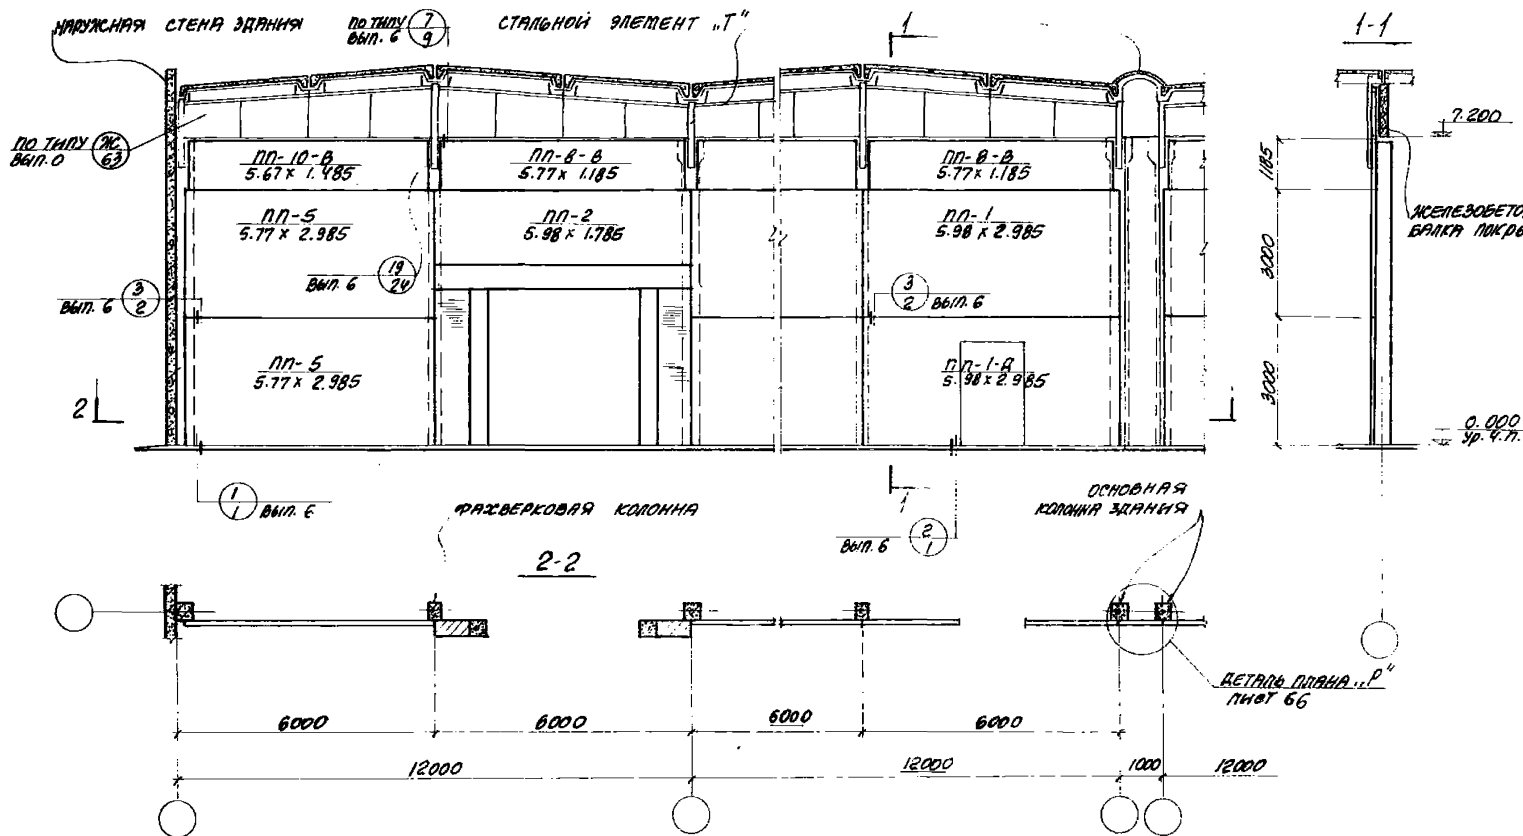 НАРУЖНАЯ СТЕНА ЗДАНИЯ
ПО ТИПУ 7
ВЫП. 6 9
СТАЛЬНОЙ ЭЛЕМЕНТ „Т"
1
1-1
ПО ТИПУ Ж
ВЫП. 0 63
ПП-10-В
5.67 х 1.485
ПП-8-В
5.77 х 1.185
ПП-8-В
5.77 х 1.185
7.200
1185
ПП-5
5.77 х 2.985
ПП-2
5.98 х 1.785
ПП-1
5.98 х 2.985
ЖЕЛЕЗОБЕТО
БАЛКА ПОКРЫ
3000
19
ВЫП. 6 24
3
ВЫП. 6 2
3
2 ВЫП. 6
ПП-5
5.77 х 2.985
ПП-1-Д
5.98 х 2.985
3000
2
0.000
УР. Ч.П.
1
1 ВЫП. 6
ФАХВЕРКОВАЯ КОЛОННА
1
ОСНОВНАЯ
КОЛОННА ЗДАНИЯ
2
ВЫП. 6 1
2-2
ДЕТАЛЬ ПЛАНА „Р"
ЛИСТ 66
6000
6000
6000
6000
12000
12000
1000
12000